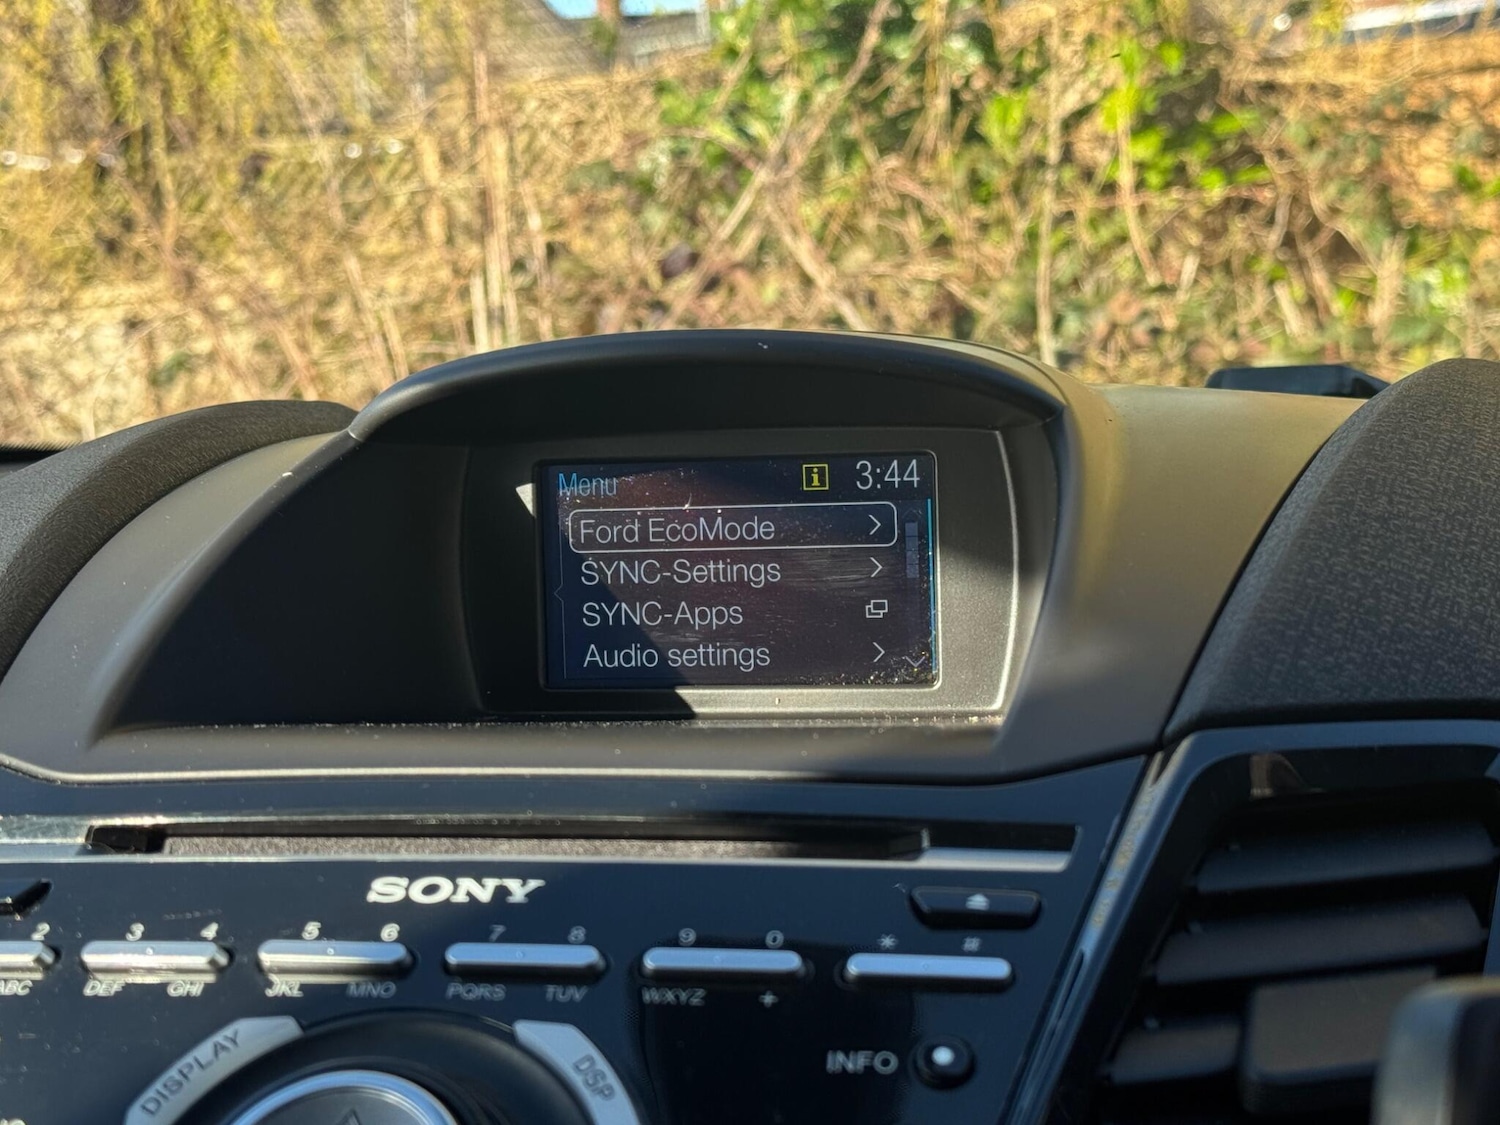 Menu i 3:44
Ford EcoMode
SYNC-Settings
SYNC-Apps
Audio settings
SONY
2 3 4 5 6 7 8 9 0 * #
ABC DEF GHI JKL MNO PQRS TUV WXYZ +
DISPLAY DSP INFO